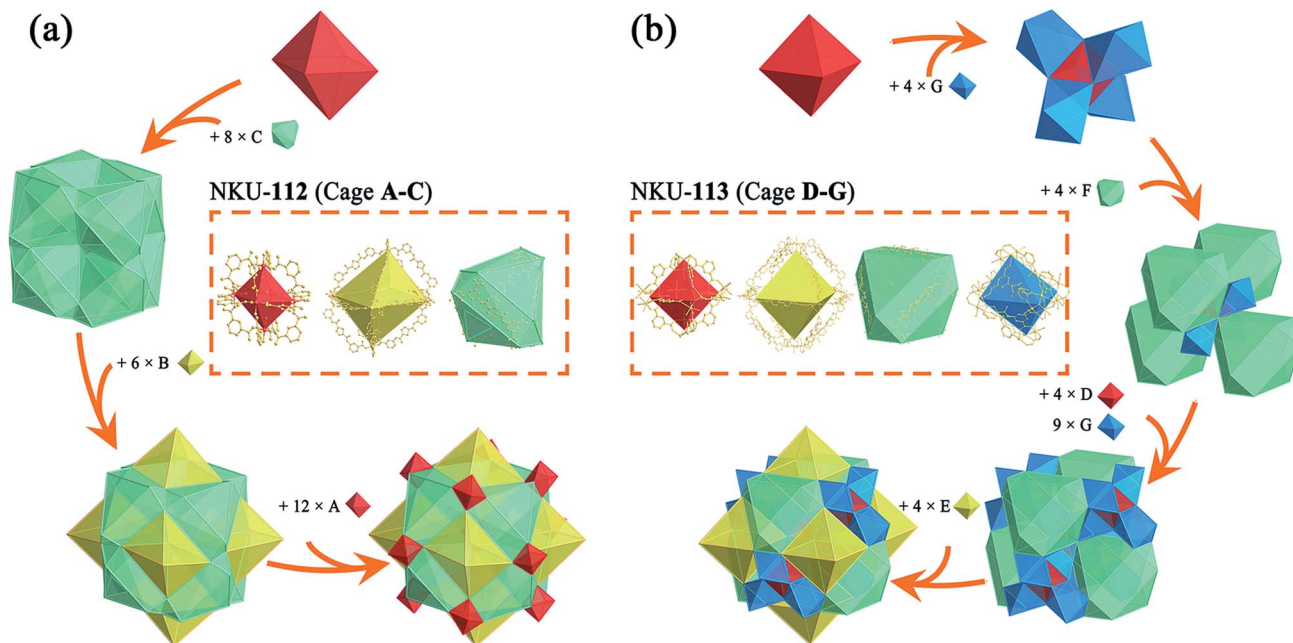 (a)
+ 8 × C
NKU-112 (Cage A-C)
+ 6 × B
+ 12 × A
(b)
+ 4 × G
+ 4 × F
NKU-113 (Cage D-G)
+ 4 × D
9 × G
+ 4 × E